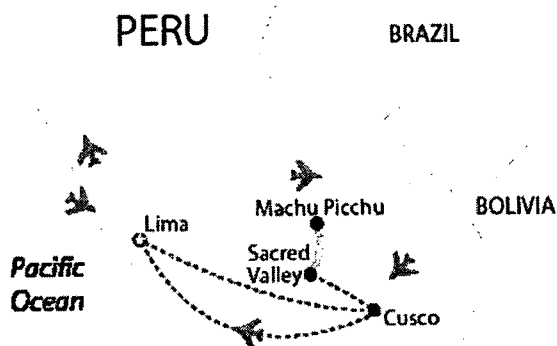 PERU
BRAZIL
Machu Picchu
BOLIVIA
Lima
Sacred
Valley
Pacific
Ocean
Cusco